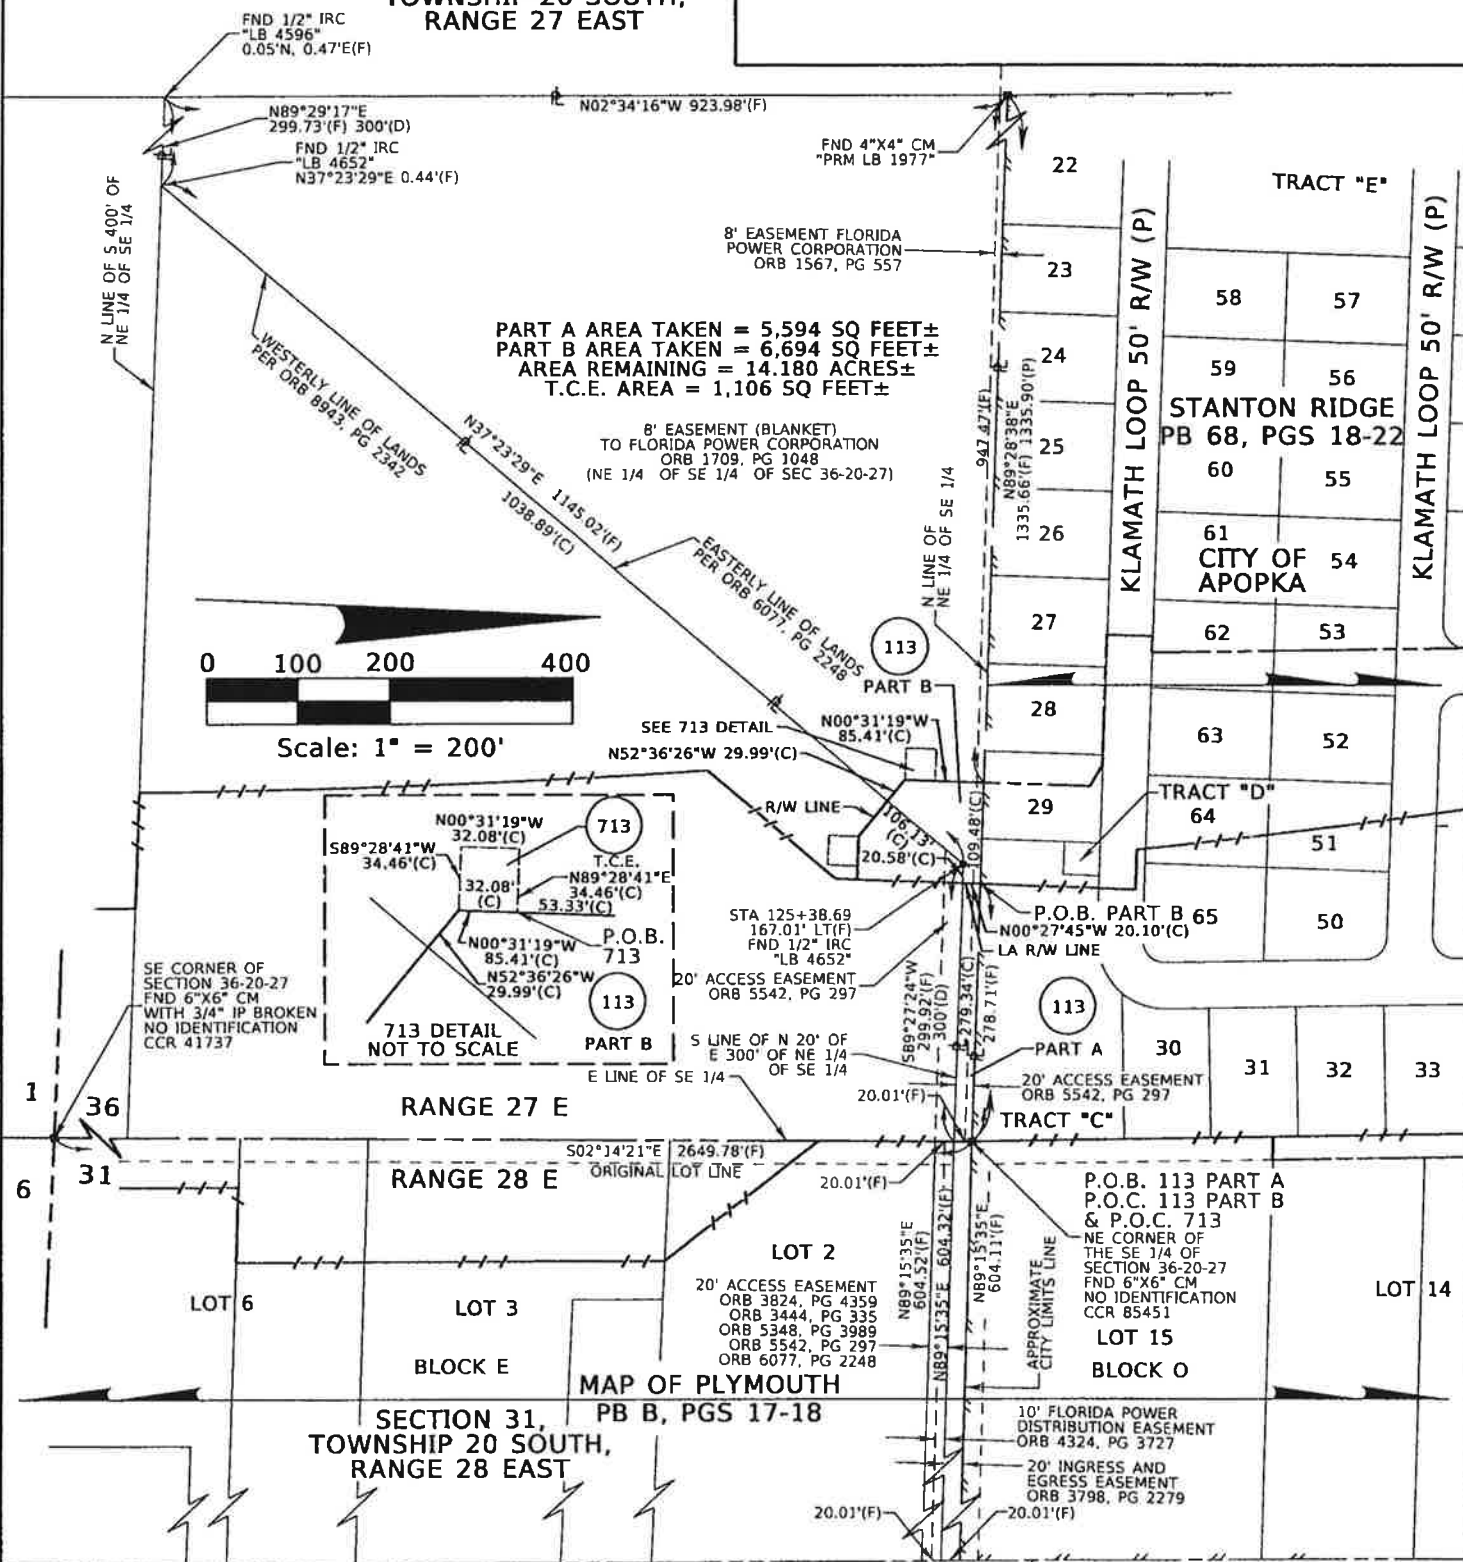 TOWNSHIP 20 SOUTH,
RANGE 27 EAST
FND 1/2" IRC
"LB 4596"
0.05'N, 0.47'E(F)
N89°29'17"E
299.73'(F) 300'(D)
FND 1/2" IRC
"LB 4652"
N37°23'29"E 0.44'(F)
N02°34'16"W 923.98'(F)
FND 4"X4" CM
"PRM LB 1977"
N LINE OF S 400' OF
NE 1/4 OF SE 1/4
8' EASEMENT FLORIDA
POWER CORPORATION
ORB 1567, PG 557
22
23
24
25
26
27
28
29
KLAMATH LOOP 50' R/W (P)
TRACT "E"
58
57
59
56
STANTON RIDGE
PB 68, PGS 18-22
60
55
61
54
CITY OF
APOPKA
62
53
63
52
KLAMATH LOOP 50' R/W (P)
WESTERLY LINE OF LANDS
PER ORB 8943, PG 2342
PART A AREA TAKEN = 5,594 SQ FEET±
PART B AREA TAKEN = 6,694 SQ FEET±
AREA REMAINING = 14.180 ACRES±
T.C.E. AREA = 1,106 SQ FEET±
8' EASEMENT (BLANKET)
TO FLORIDA POWER CORPORATION
ORB 1709, PG 1048
(NE 1/4 OF SE 1/4 OF SEC 36-20-27)
N37°23'29"E 1145.02'(F)
1038.89'(C)
EASTERLY LINE OF LANDS
PER ORB 6077, PG 2248
947.47'(F)
N89°28'38"E
1335.66'(F) 1335.90'(P)
N LINE OF
NE 1/4 OF SE 1/4
0 100 200 400
Scale: 1" = 200'
113
PART B
SEE 713 DETAIL
N00°31'19"W
85.41'(C)
N52°36'26"W 29.99'(C)
R/W LINE
106.13'
(C)
20.58'(C)
109.48'(C)
TRACT "D"
64
51
65
50
N00°31'19"W
32.08'(C)
713
S89°28'41"W
34.46'(C)
T.C.E.
32.08'
(C)
N89°28'41"E
34.46'(C)
53.33'(C)
N00°31'19"W
85.41'(C)
P.O.B.
713
N52°36'26"W
29.99'(C)
113
713 DETAIL
NOT TO SCALE
PART B
STA 125+38.69
167.01' LT(F)
FND 1/2" IRC
"LB 4652"
P.O.B. PART B
N00°27'45"W 20.10'(C)
LA R/W LINE
20' ACCESS EASEMENT
ORB 5542, PG 297
S89°27'24"W
299.92'(F)
300'(D)
279.34'(C)
278.71'(F)
113
PART A
S LINE OF N 20' OF
E 300' OF NE 1/4
OF SE 1/4
E LINE OF SE 1/4
20' ACCESS EASEMENT
ORB 5542, PG 297
20.01'(F)
TRACT "C"
30
31
32
33
SE CORNER OF
SECTION 36-20-27
FND 6"X6" CM
WITH 3/4" IP BROKEN
NO IDENTIFICATION
CCR 41737
1
36
6
31
RANGE 27 E
S02°14'21"E 2649.78'(F)
ORIGINAL LOT LINE
RANGE 28 E
20.01'(F)
P.O.B. 113 PART A
P.O.C. 113 PART B
& P.O.C. 713
NE CORNER OF
THE SE 1/4 OF
SECTION 36-20-27
FND 6"X6" CM
NO IDENTIFICATION
CCR 85451
LOT 6
LOT 3
LOT 2
LOT 14
LOT 15
BLOCK O
BLOCK E
20' ACCESS EASEMENT
ORB 3824, PG 4359
ORB 3444, PG 335
ORB 5348, PG 3989
ORB 5542, PG 297
ORB 6077, PG 2248
N89°15'35"E
604.52'(F)
N89°15'35"E 604.32'(F)
N89°15'35"E
604.11'(F)
APPROXIMATE
CITY LIMITS LINE
MAP OF PLYMOUTH
PB B, PGS 17-18
SECTION 31,
TOWNSHIP 20 SOUTH,
RANGE 28 EAST
10' FLORIDA POWER
DISTRIBUTION EASEMENT
ORB 4324, PG 3727
20' INGRESS AND
EGRESS EASEMENT
ORB 3798, PG 2279
20.01'(F)
20.01'(F)